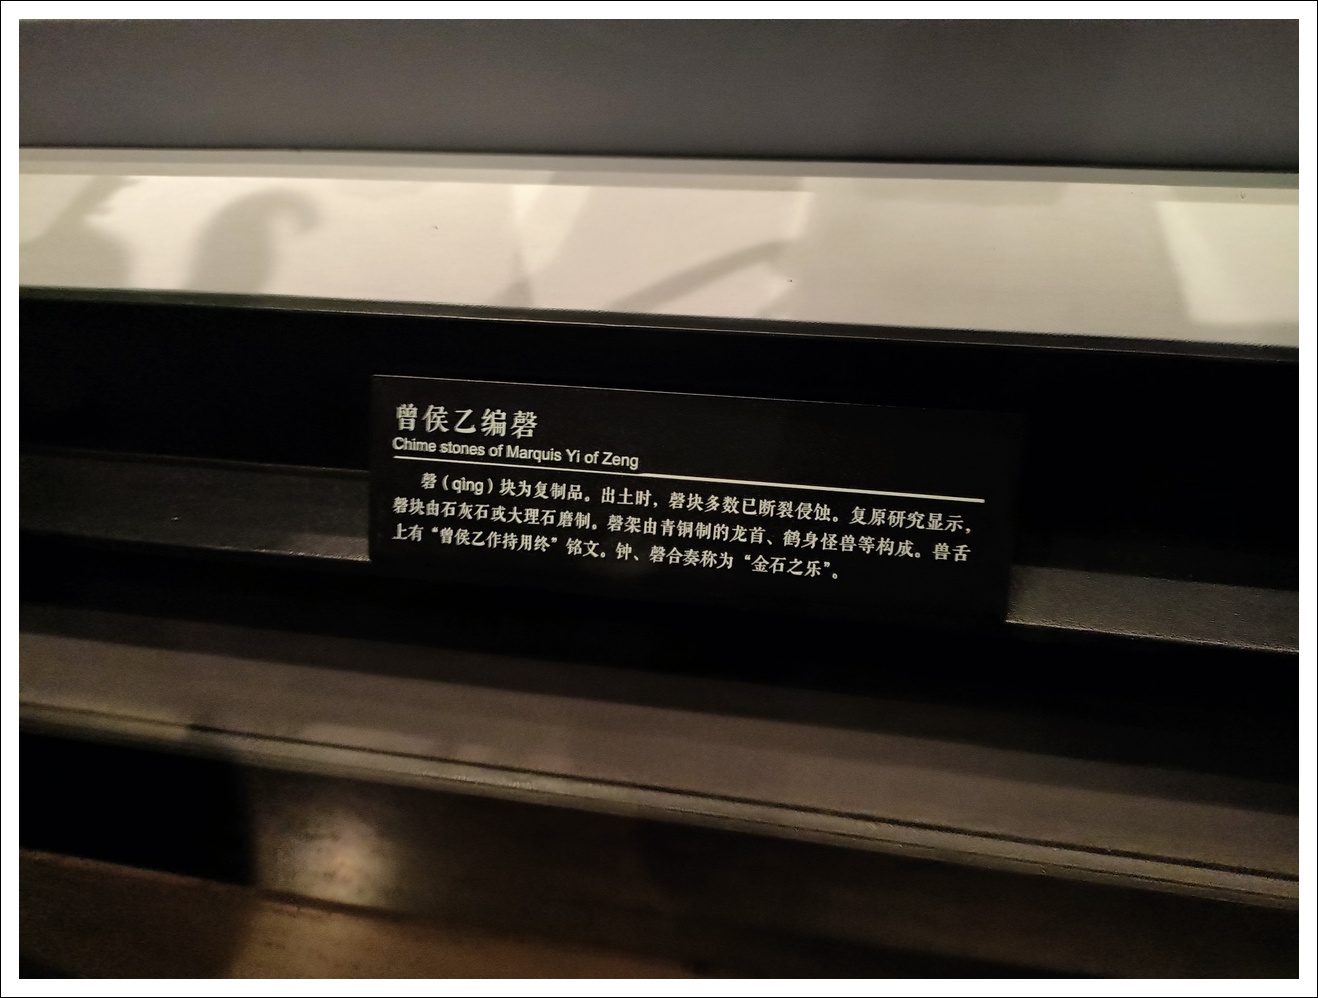 曾侯乙编磬
Chime stones of Marquis Yi of Zeng
磬（qìng）块为复制品。出土时，磬块多数已断裂侵蚀。复原研究显示，
磬块由石灰石或大理石磨制。磬架由青铜制的龙首、鹤身怪兽等构成。兽舌
上有“曾侯乙作持用终”铭文。钟、磬合奏称为“金石之乐”。